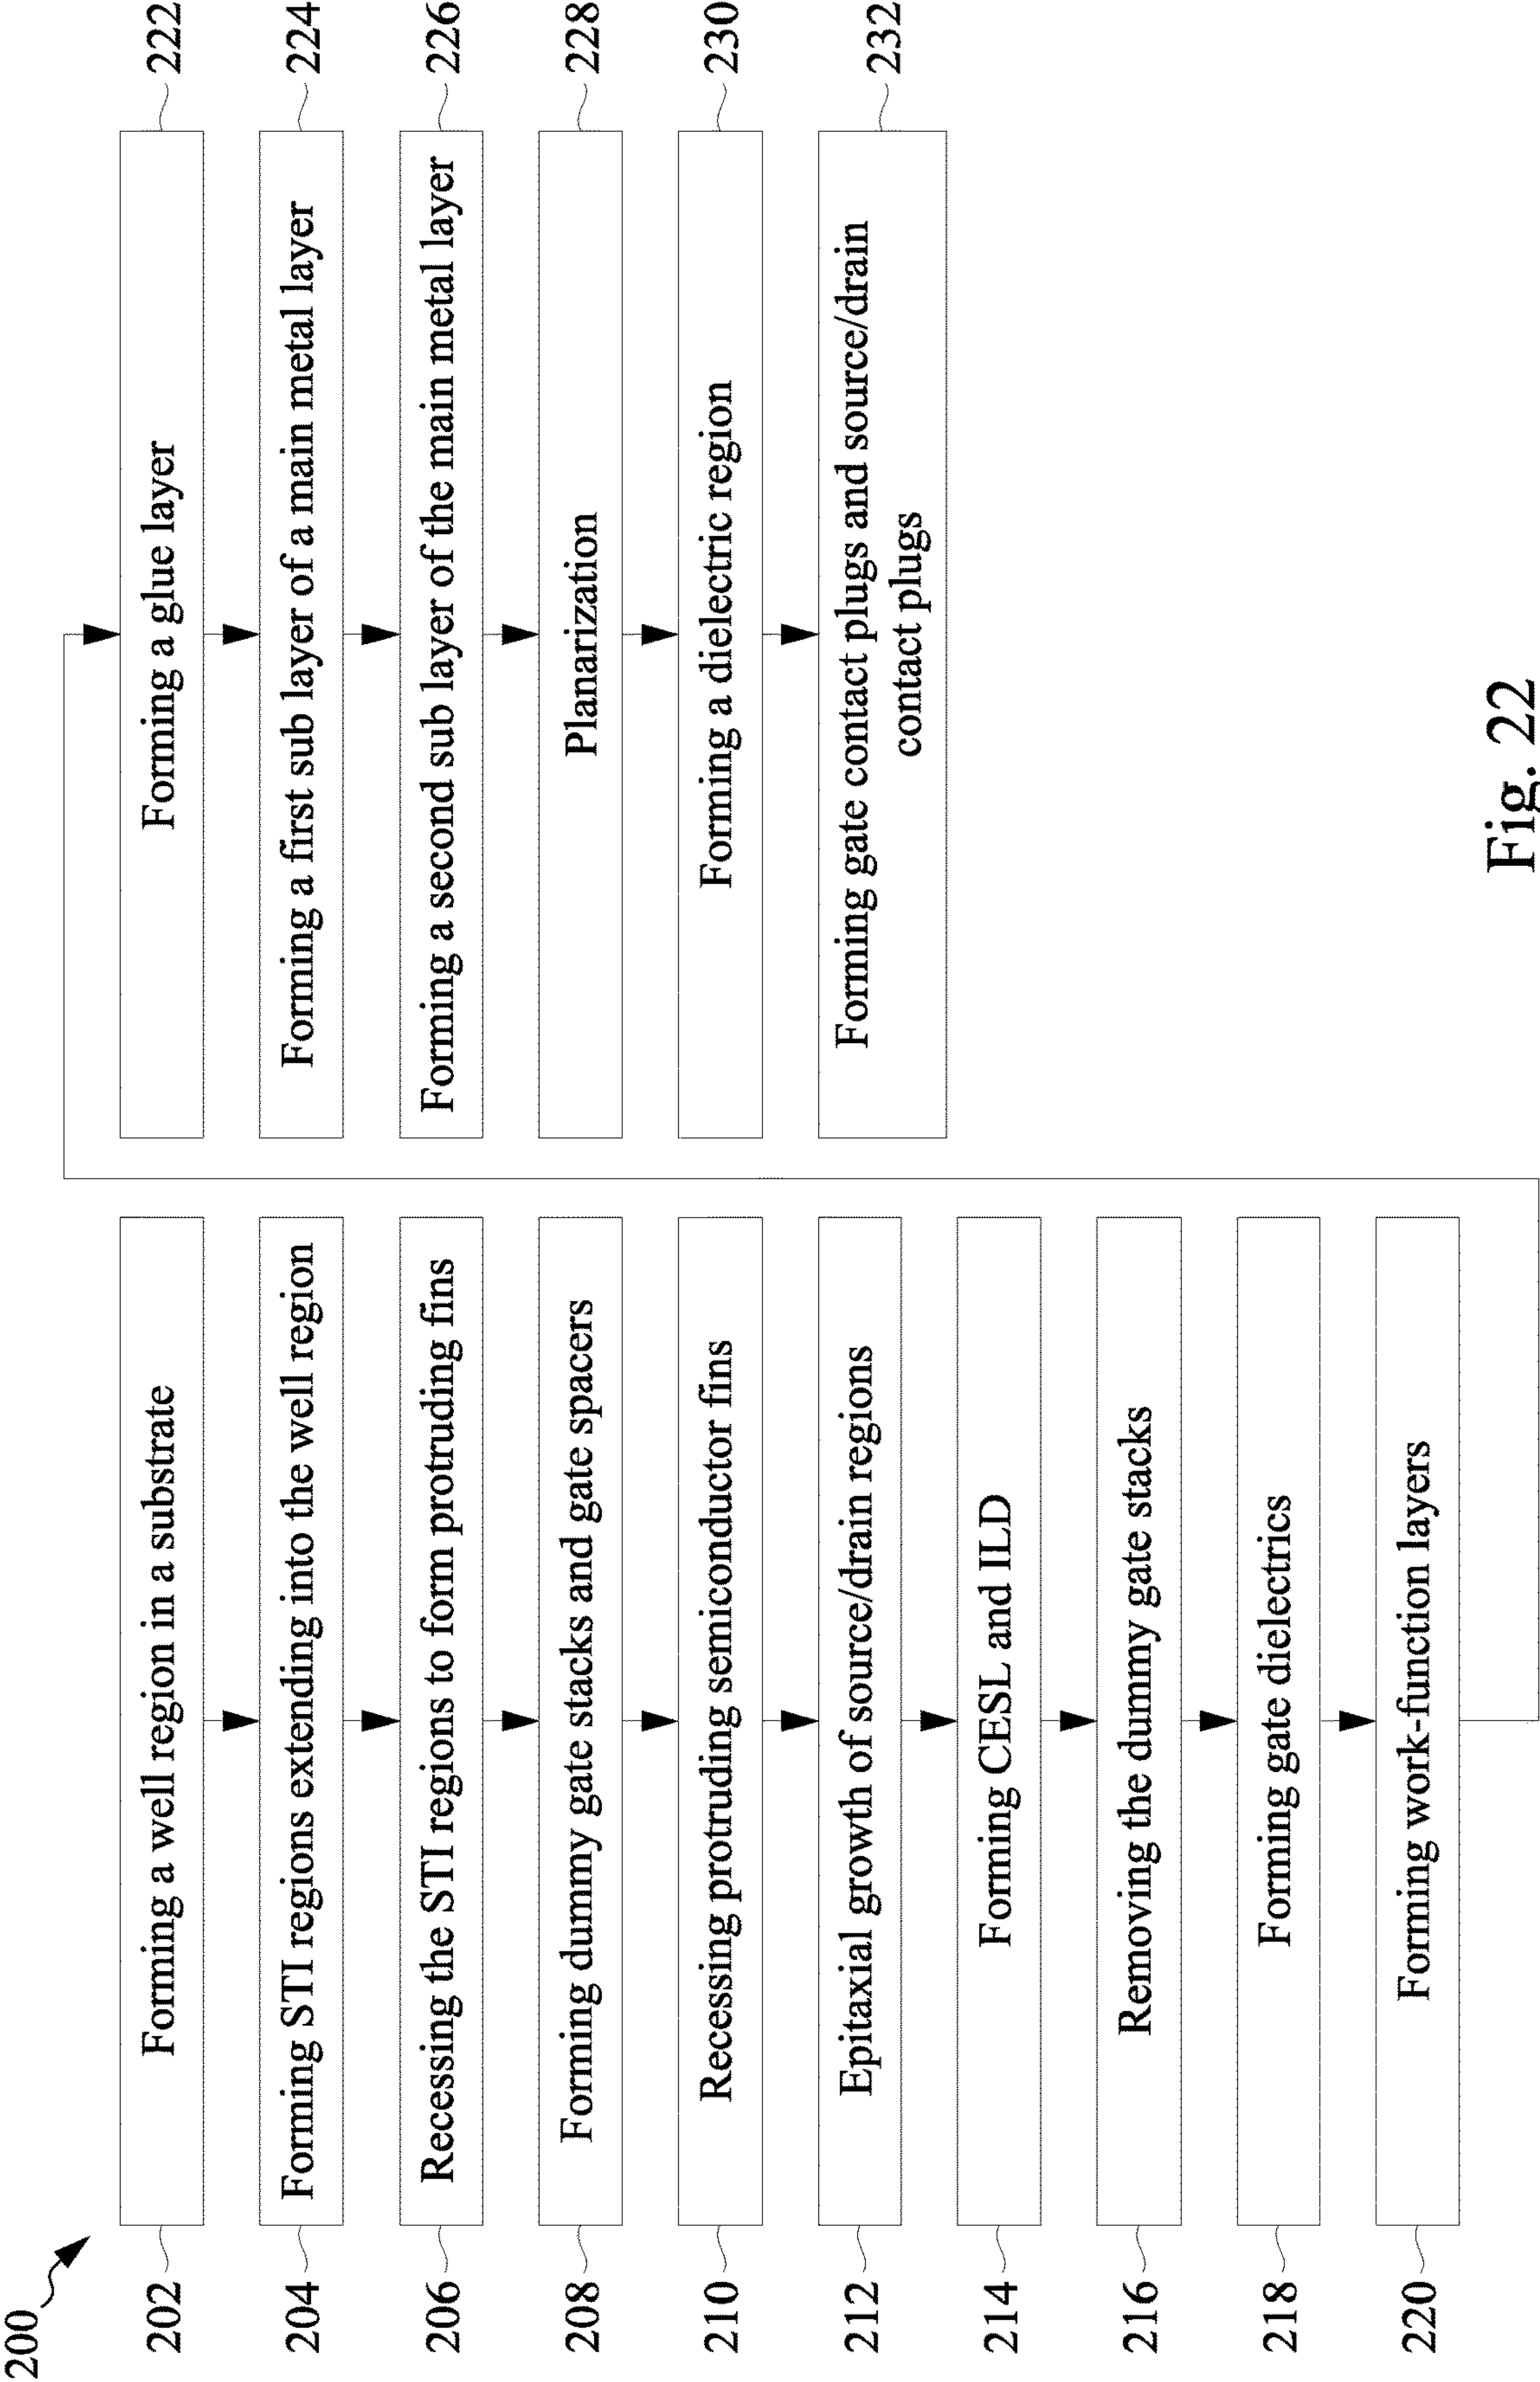 200
202 Forming a well region in a substrate
204 Forming STI regions extending into the well region
206 Recessing the STI regions to form protruding fins
208 Forming dummy gate stacks and gate spacers
210 Recessing protruding semiconductor fins
212 Epitaxial growth of source/drain regions
214 Forming CESL and ILD
216 Removing the dummy gate stacks
218 Forming gate dielectrics
220 Forming work-function layers
Forming a glue layer 222
Forming a first sub layer of a main metal layer 224
Forming a second sub layer of the main metal layer 226
Planarization 228
Forming a dielectric region 230
Forming gate contact plugs and source/drain 232
contact plugs
Fig. 22